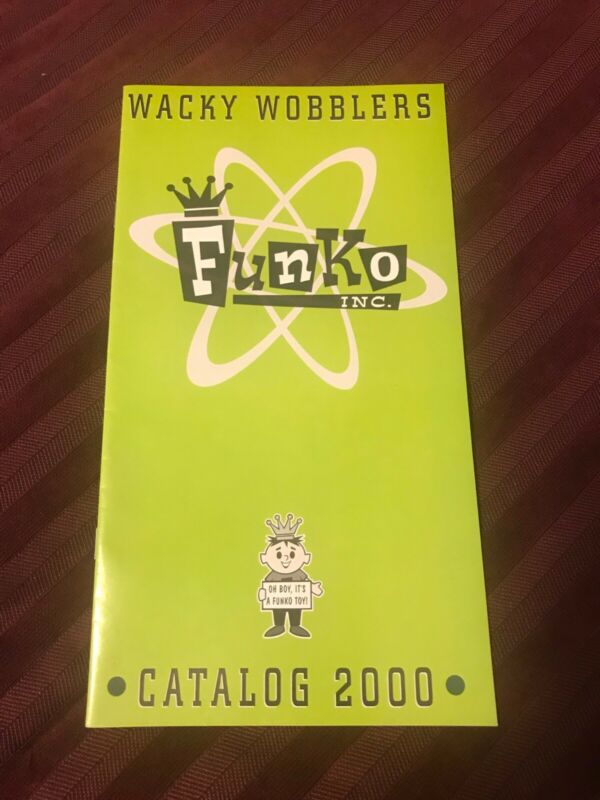 WACKY WOBBLERS
Funko
INC.
OH BOY, IT'S
A FUNKO TOY!
CATALOG 2000